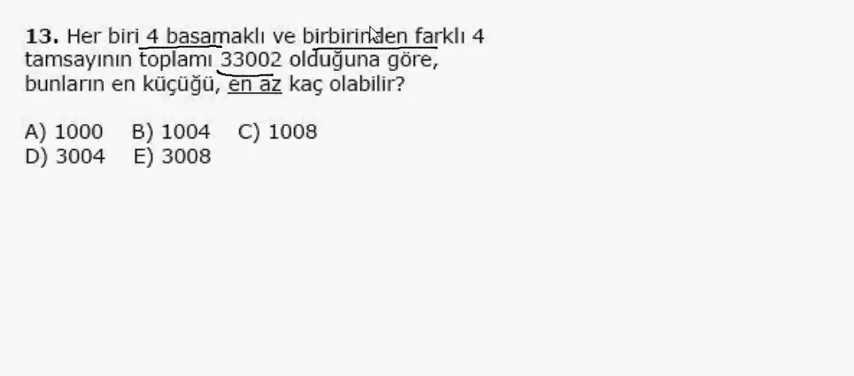 13. Her biri 4 basamaklı ve birbirinden farklı 4
tamsayının toplamı 33002 olduğuna göre,
bunların en küçüğü, en az kaç olabilir?
A) 1000 B) 1004 C) 1008
D) 3004 E) 3008